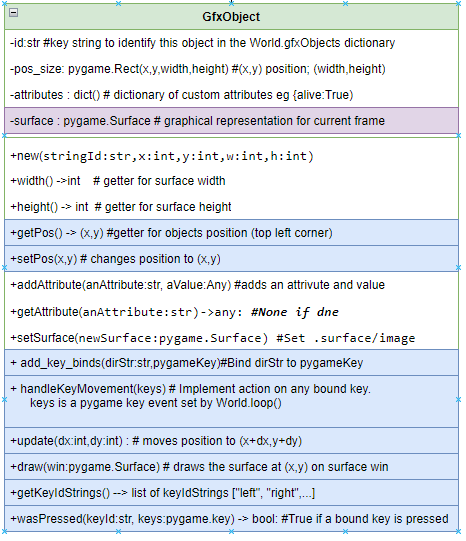 GfxObject
-id:str #key string to identify this object in the World.gfxObjects dictionary
-pos_size: pygame.Rect(x,y,width,height) #(x,y) position; (width,height)
-attributes : dict() # dictionary of custom attributes eg {alive:True)
-surface : pygame.Surface # graphical representation for current frame
+new(stringId:str,x:int,y:int,w:int,h:int)
+width() ->int # getter for surface width
+height() -> int # getter for surface height
+getPos() -> (x,y) #getter for objects position (top left corner)
+setPos(x,y) # changes position to (x,y)
+addAttribute(anAttribute:str, aValue:Any) #adds an attrivute and value
+getAttribute(anAttribute:str)->any: #None if dne
+setSurface(newSurface:pygame.Surface) #Set .surface/image
+ add_key_binds(dirStr:str,pygameKey)#Bind dirStr to pygameKey
+ handleKeyMovement(keys) # Implement action on any bound key.
keys is a pygame key event set by World.loop()
+update(dx:int,dy:int) : # moves position to (x+dx,y+dy)
+draw(win:pygame.Surface) # draws the surface at (x,y) on surface win
+getKeyIdStrings() --> list of keyIdStrings ["left", "right",...]
+wasPressed(keyId:str, keys:pygame.key) -> bool: #True if a bound key is pressed